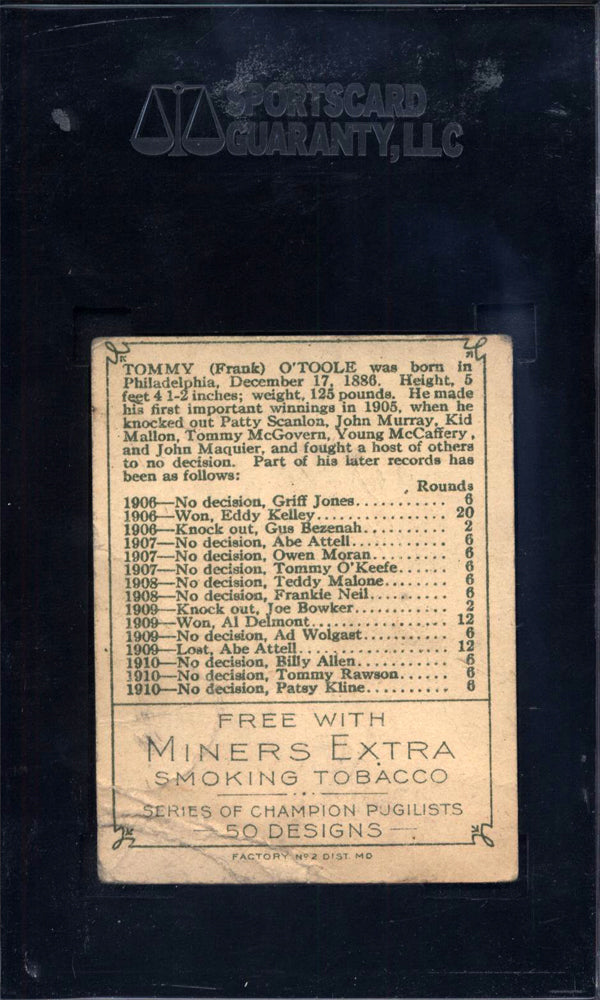 SPORTSCARD
GUARANTY, LLC
TOMMY (Frank) O'TOOLE was born in
Philadelphia, December 17, 1886. Height, 5
feet 4 1-2 inches; weight, 125 pounds. He made
his first important winnings in 1905, when he
knocked out Patty Scanlon, John Murray, Kid
Mallon, Tommy McGovern, Young McCaffery,
and John Maquier, and fought a host of others
to no decision. Part of his later records has
been as follows:
Rounds
1906—No decision, Griff Jones.......... 6
1906—Won, Eddy Kelley............... 20
1906—Knock out, Gus Bezenah.......... 2
1907—No decision, Abe Attell........... 6
1907—No decision, Owen Moran......... 6
1907—No decision, Tommy O'Keefe...... 6
1908—No decision, Teddy Malone........ 6
1908—No decision, Frankie Neil......... 6
1909—Knock out, Joe Bowker........... 2
1909—Won, Al Delmont............... 12
1909—No decision, Ad Wolgast.......... 6
1909—Lost, Abe Attell................. 12
1910—No decision, Billy Allen.......... 6
1910—No decision, Tommy Rawson...... 6
1910—No decision, Patsy Kline.......... 6
FREE WITH
MINERS EXTRA
SMOKING TOBACCO
SERIES OF CHAMPION PUGILISTS
— 50 DESIGNS —
FACTORY Nº 2 DIST. MD